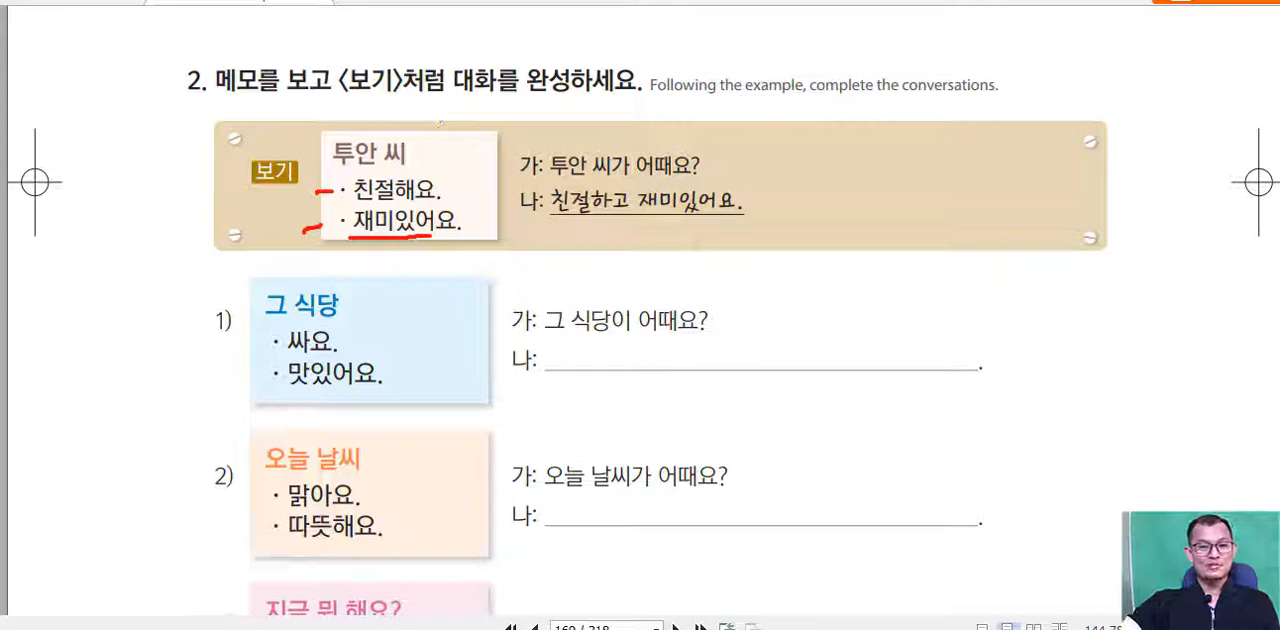 2. 메모를 보고 〈보기〉처럼 대화를 완성하세요. Following the example, complete the conversations.
보기
투안 씨
· 친절해요.
· 재미있어요.
가: 투안 씨가 어때요?
나: 친절하고 재미있어요.
1)
그 식당
· 싸요.
· 맛있어요.
가: 그 식당이 어때요?
나: .
2)
오늘 날씨
· 맑아요.
· 따뜻해요.
가: 오늘 날씨가 어때요?
나: .
지금 뭐 해요?
160 / 218